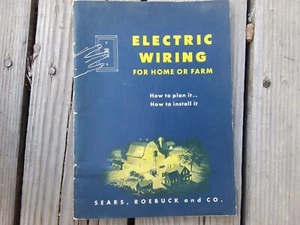 ELECTRIC
WIRING
FOR HOME OR FARM
How to plan it..
How to install it
SEARS, ROEBUCK and CO.